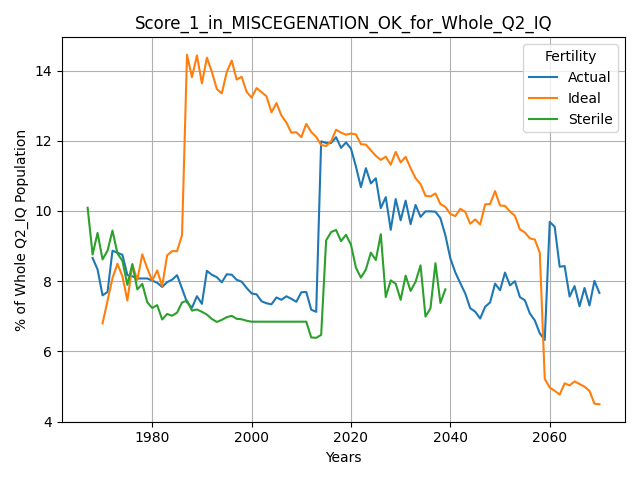 Score_1_in_MISCEGENATION_OK_for_Whole_Q2_IQ
% of Whole Q2_IQ Population
14
12
10
8
6
4
Fertility
Actual
Ideal
Sterile
1980 2000 2020 2040 2060
Years